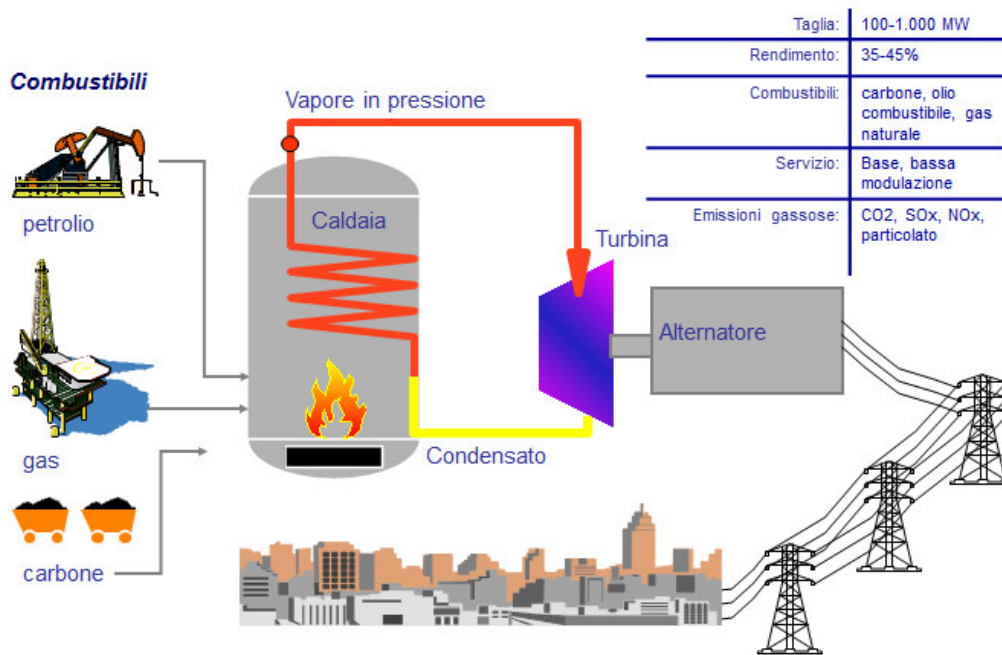 Taglia: 100-1.000 MW
Rendimento: 35-45%
Combustibili: carbone, olio
combustibile, gas
naturale
Servizio: Base, bassa
modulazione
Emissioni gassose: CO2, SOx, NOx,
particolato
Combustibili
petrolio
gas
carbone
Vapore in pressione
Caldaia
Turbina
Alternatore
Condensato